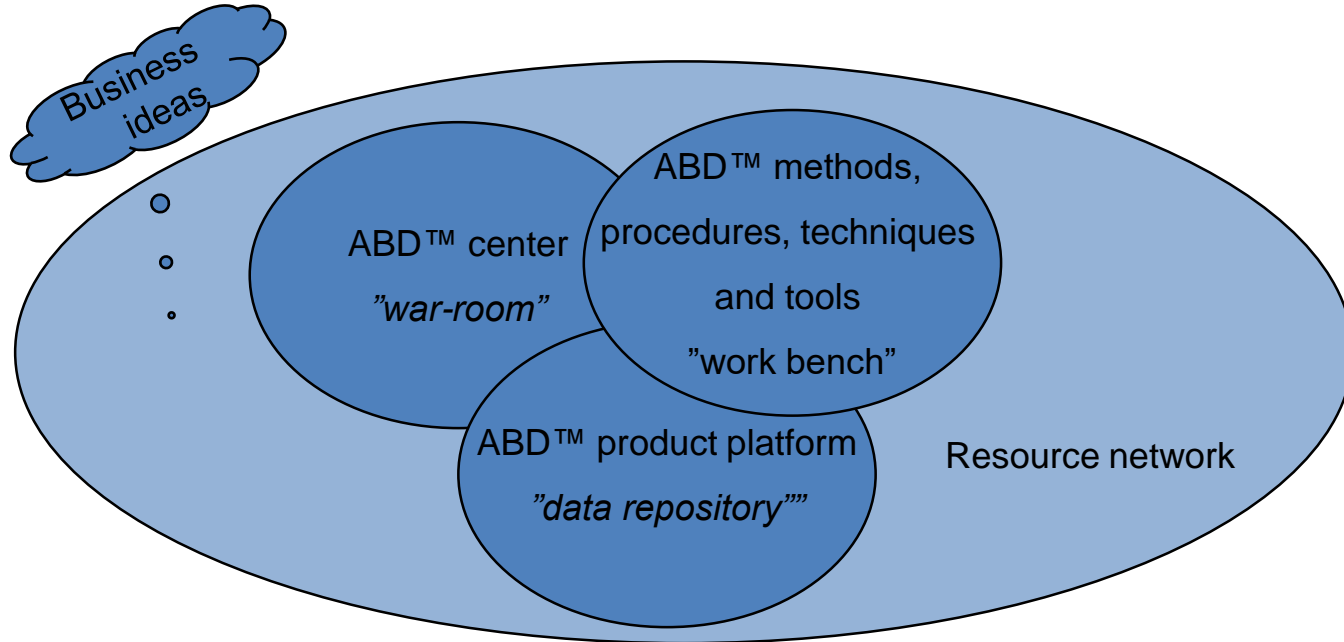 Business
ideas
ABD™ center
”war-room”
ABD™ methods,
procedures, techniques
and tools
”work bench”
ABD™ product platform
”data repository””
Resource network